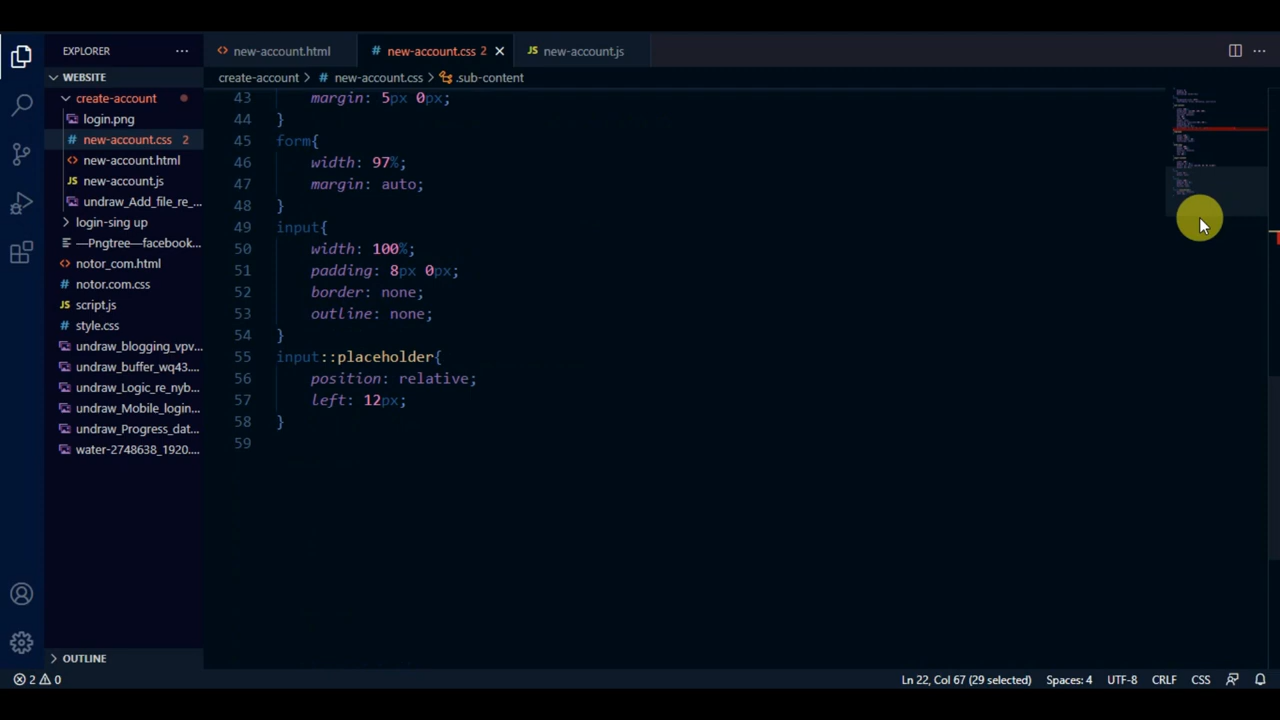 EXPLORER
new-account.html
new-account.css 2
JS new-account.js
WEBSITE
create-account > # new-account.css > .sub-content
create-account
login.png
# new-account.css 2
new-account.html
JS new-account.js
undraw_Add_file_re_...
login-sing up
—Pngtree—facebook...
notor_com.html
# notor.com.css
JS script.js
# style.css
undraw_blogging_vpv...
undraw_buffer_wq43....
undraw_Logic_re_nyb...
undraw_Mobile_login...
undraw_Progress_dat...
water-2748638_1920....
43 margin: 5px 0px;
44 }
45 form{
46 width: 97%;
47 margin: auto;
48 }
49 input{
50 width: 100%;
51 padding: 8px 0px;
52 border: none;
53 outline: none;
54 }
55 input::placeholder{
56 position: relative;
57 left: 12px;
58 }
59
OUTLINE
2 0
Ln 22, Col 67 (29 selected)
Spaces: 4
UTF-8
CRLF
CSS